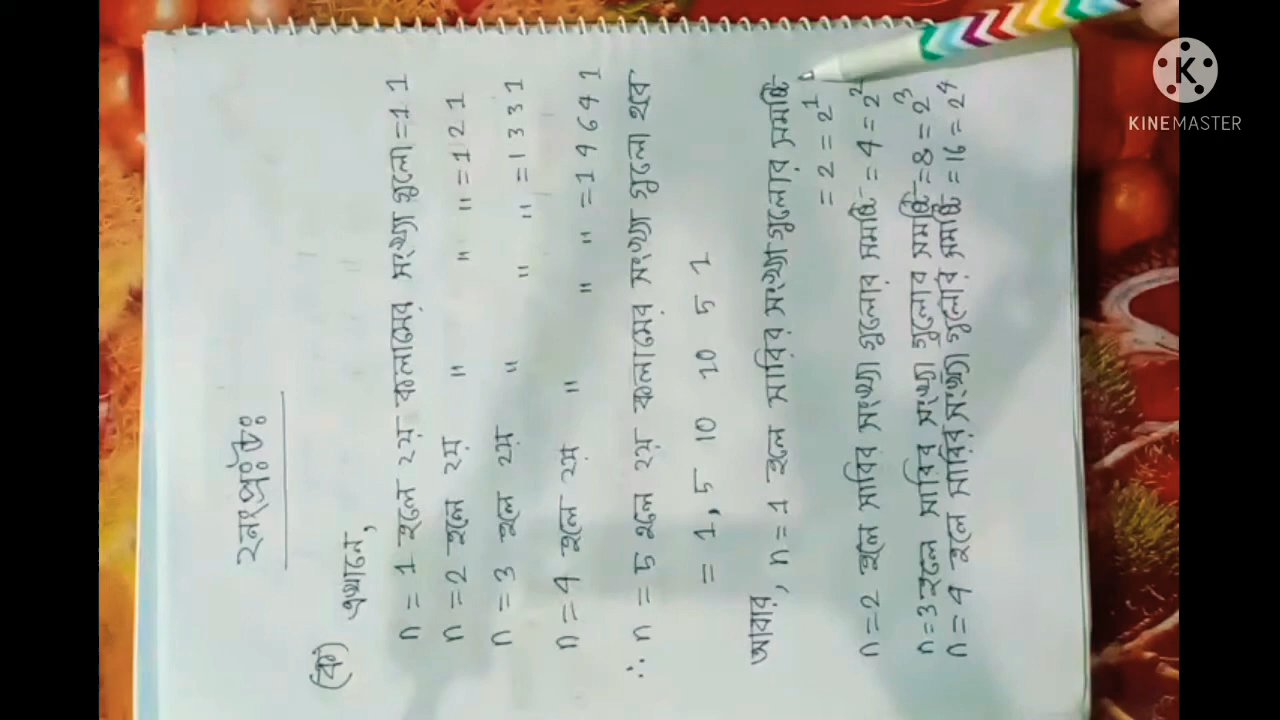 ২নংপ্রঃউঃ
(ক) এখানে,
n = 1 হলে ২য় কলামের সংখ্যা গুলো = 1 1
n = 2 হলে ২য় " " " = 1 2 1
n = 3 হলে ২য় " " " = 1 3 3 1
n = 4 হলে ২য় " " " = 1 4 6 4 1
∴ n = 5 হলে ২য় কলামের সংখ্যা গুলো হবে
= 1, 5 10 10 5 1
আবার, n = 1 হলে সারির সংখ্যাগুলোর সমষ্টি
= 2 = 2¹
n = 2 হলে সারির সংখ্যা গুলোর সমষ্টি = 4 = 2²
n = 3 হলে সারির সংখ্যা গুলোর সমষ্টি = 8 = 2³
n = 4 হলে সারির সংখ্যা গুলোর সমষ্টি = 16 = 2⁴
K
KINEMASTER